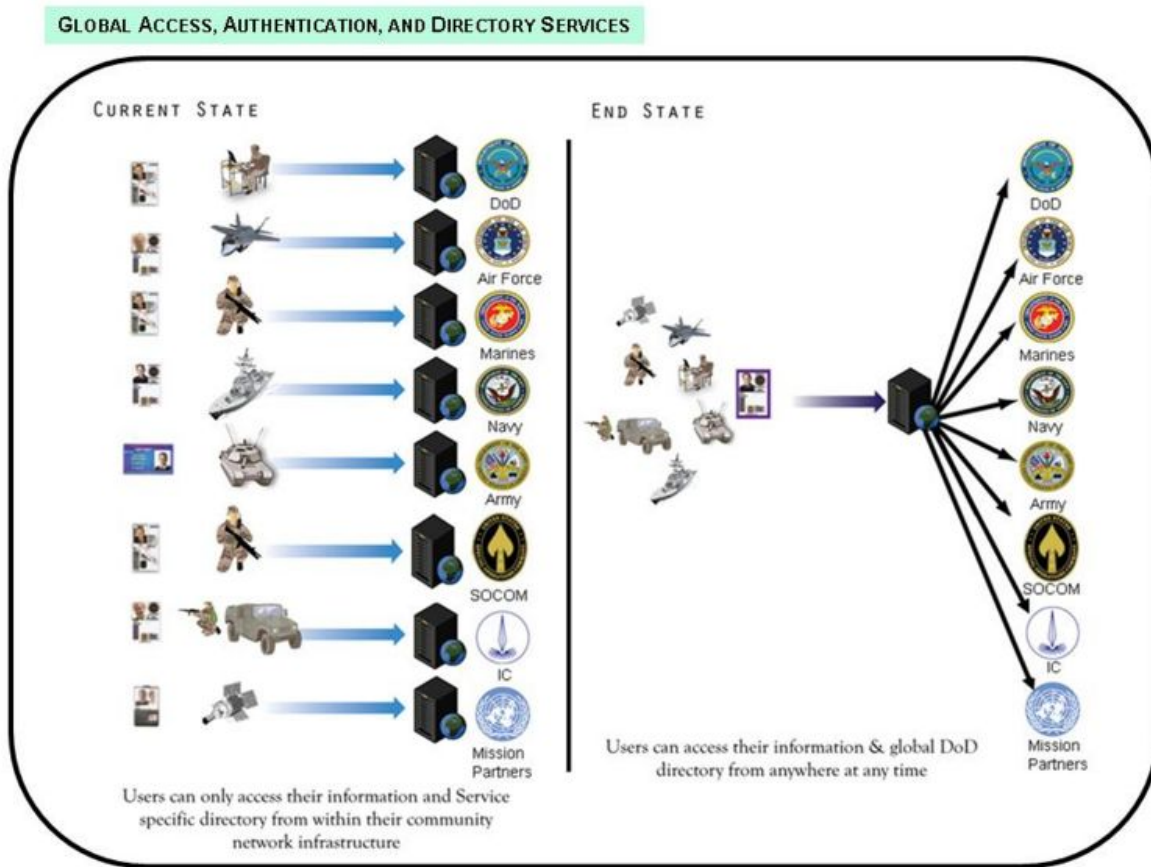 GLOBAL ACCESS, AUTHENTICATION, AND DIRECTORY SERVICES
CURRENT STATE
DoD
Air Force
Marines
Navy
Army
SOCOM
IC
Mission
Partners
Users can only access their information and Service
specific directory from within their community
network infrastructure
END STATE
DoD
Air Force
Marines
Navy
Army
SOCOM
IC
Mission
Partners
Users can access their information & global DoD
directory from anywhere at any time